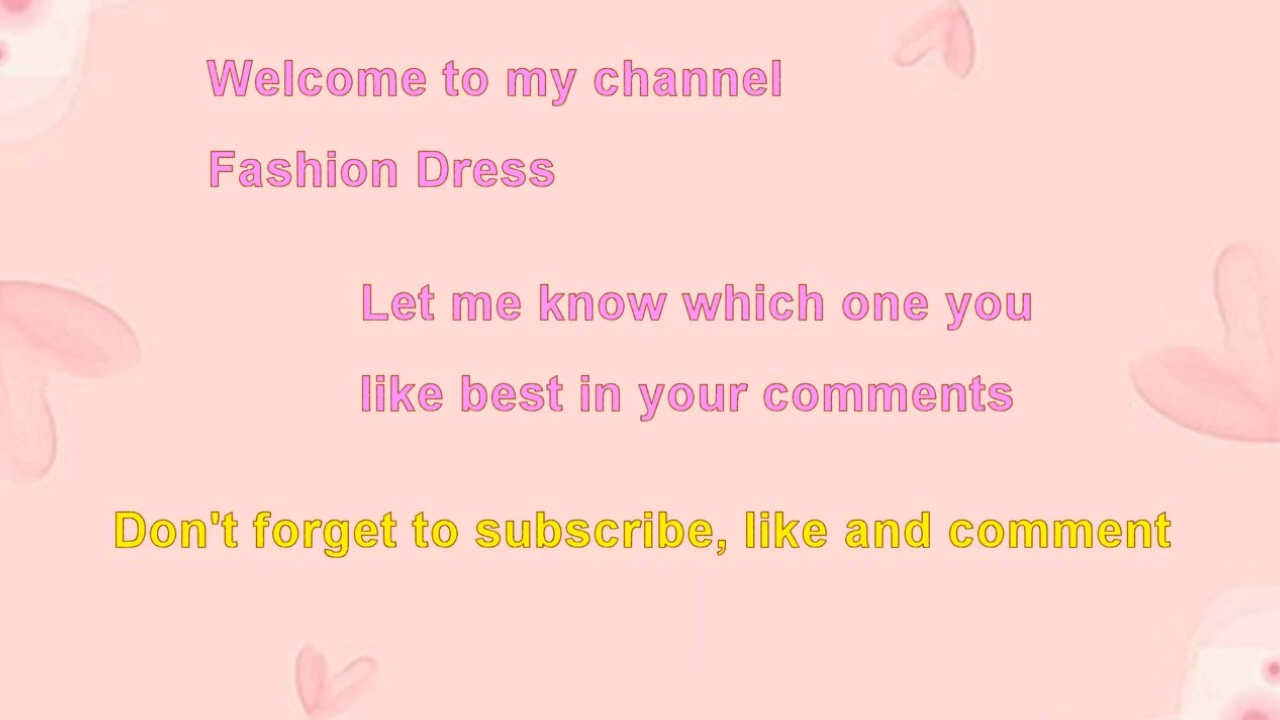 Welcome to my channel
Fashion Dress
Let me know which one you
like best in your comments
Don't forget to subscribe, like and comment